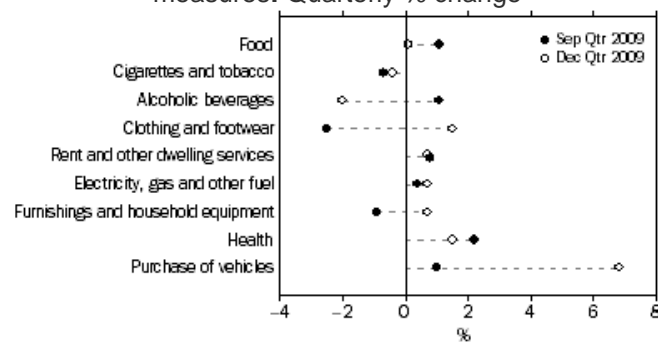 measures: Quarterly % change
Food
Cigarettes and tobacco
Alcoholic beverages
Clothing and footwear
Rent and other dwelling services
Electricity, gas and other fuel
Furnishings and household equipment
Health
Purchase of vehicles
Sep Qtr 2009
Dec Qtr 2009
−4 −2 0 2 4 6 8
%